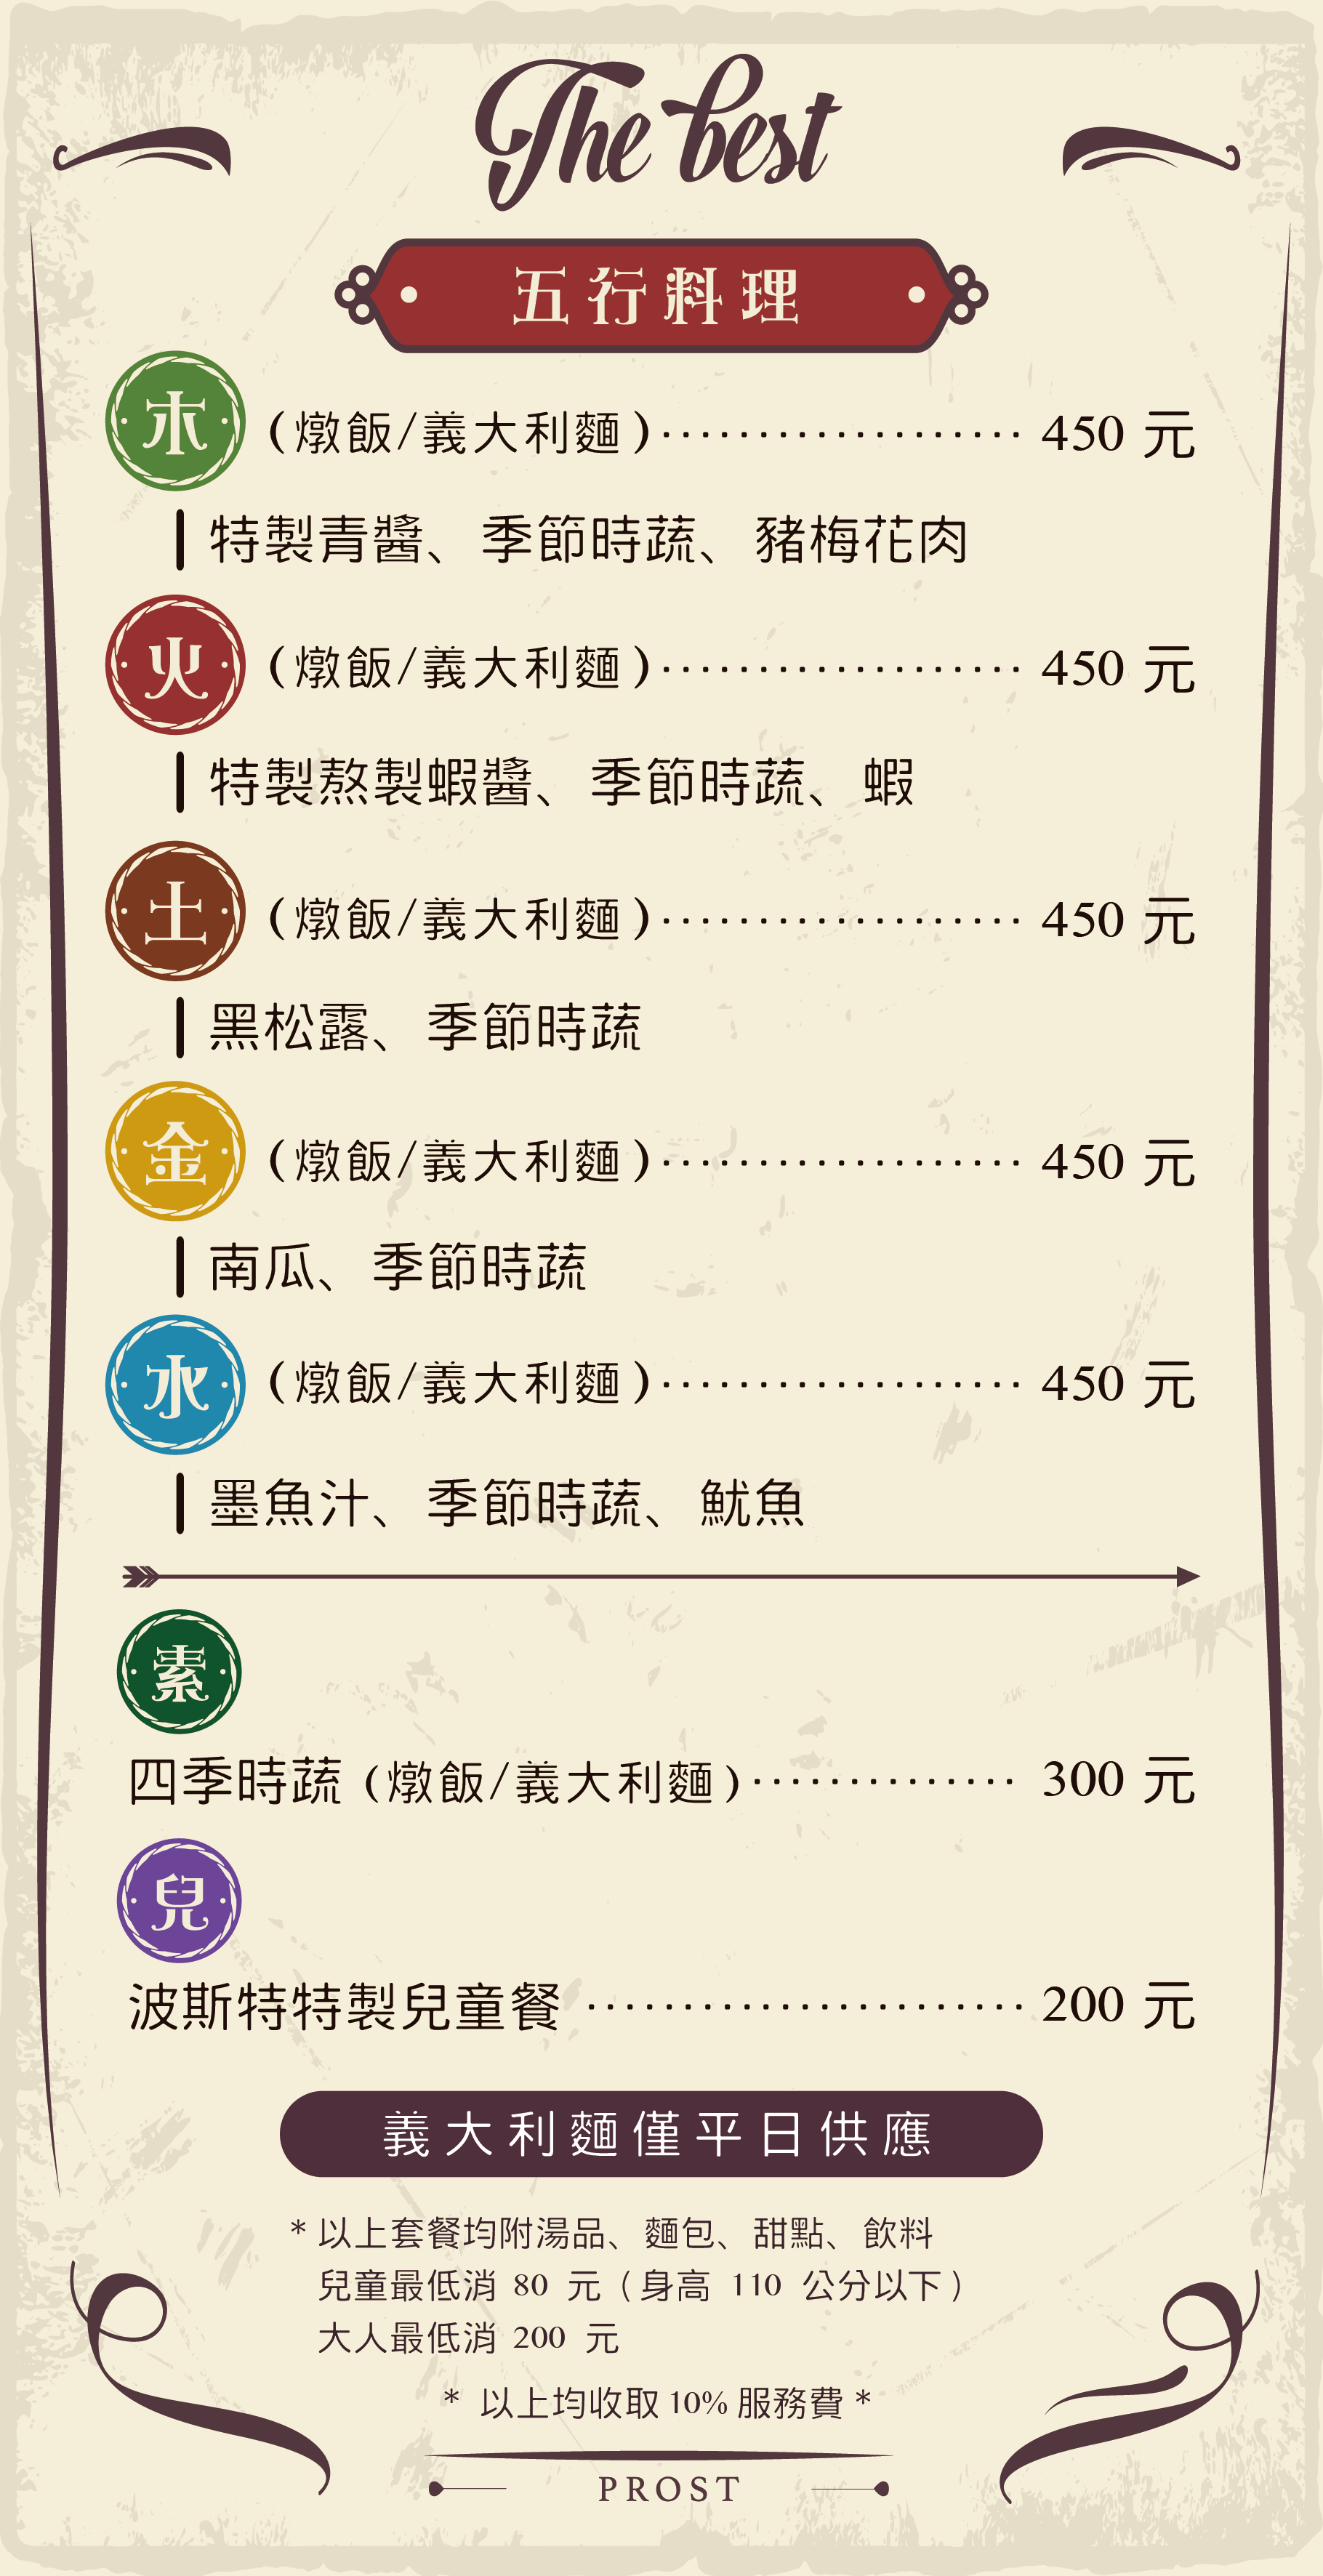 The best
五行料理
木 (燉飯/義大利麵)·················· 450 元
特製青醬、季節時蔬、豬梅花肉
火 (燉飯/義大利麵)·················· 450 元
特製熬製蝦醬、季節時蔬、蝦
土 (燉飯/義大利麵)·················· 450 元
黑松露、季節時蔬
金 (燉飯/義大利麵)·················· 450 元
南瓜、季節時蔬
水 (燉飯/義大利麵)·················· 450 元
墨魚汁、季節時蔬、魷魚
素
四季時蔬 (燉飯/義大利麵)·············· 300 元
兒
波斯特特製兒童餐 ······················· 200 元
義大利麵僅平日供應
* 以上套餐均附湯品、麵包、甜點、飲料
兒童最低消 80 元 (身高 110 公分以下)
大人最低消 200 元
* 以上均收取 10% 服務費 *
PROST